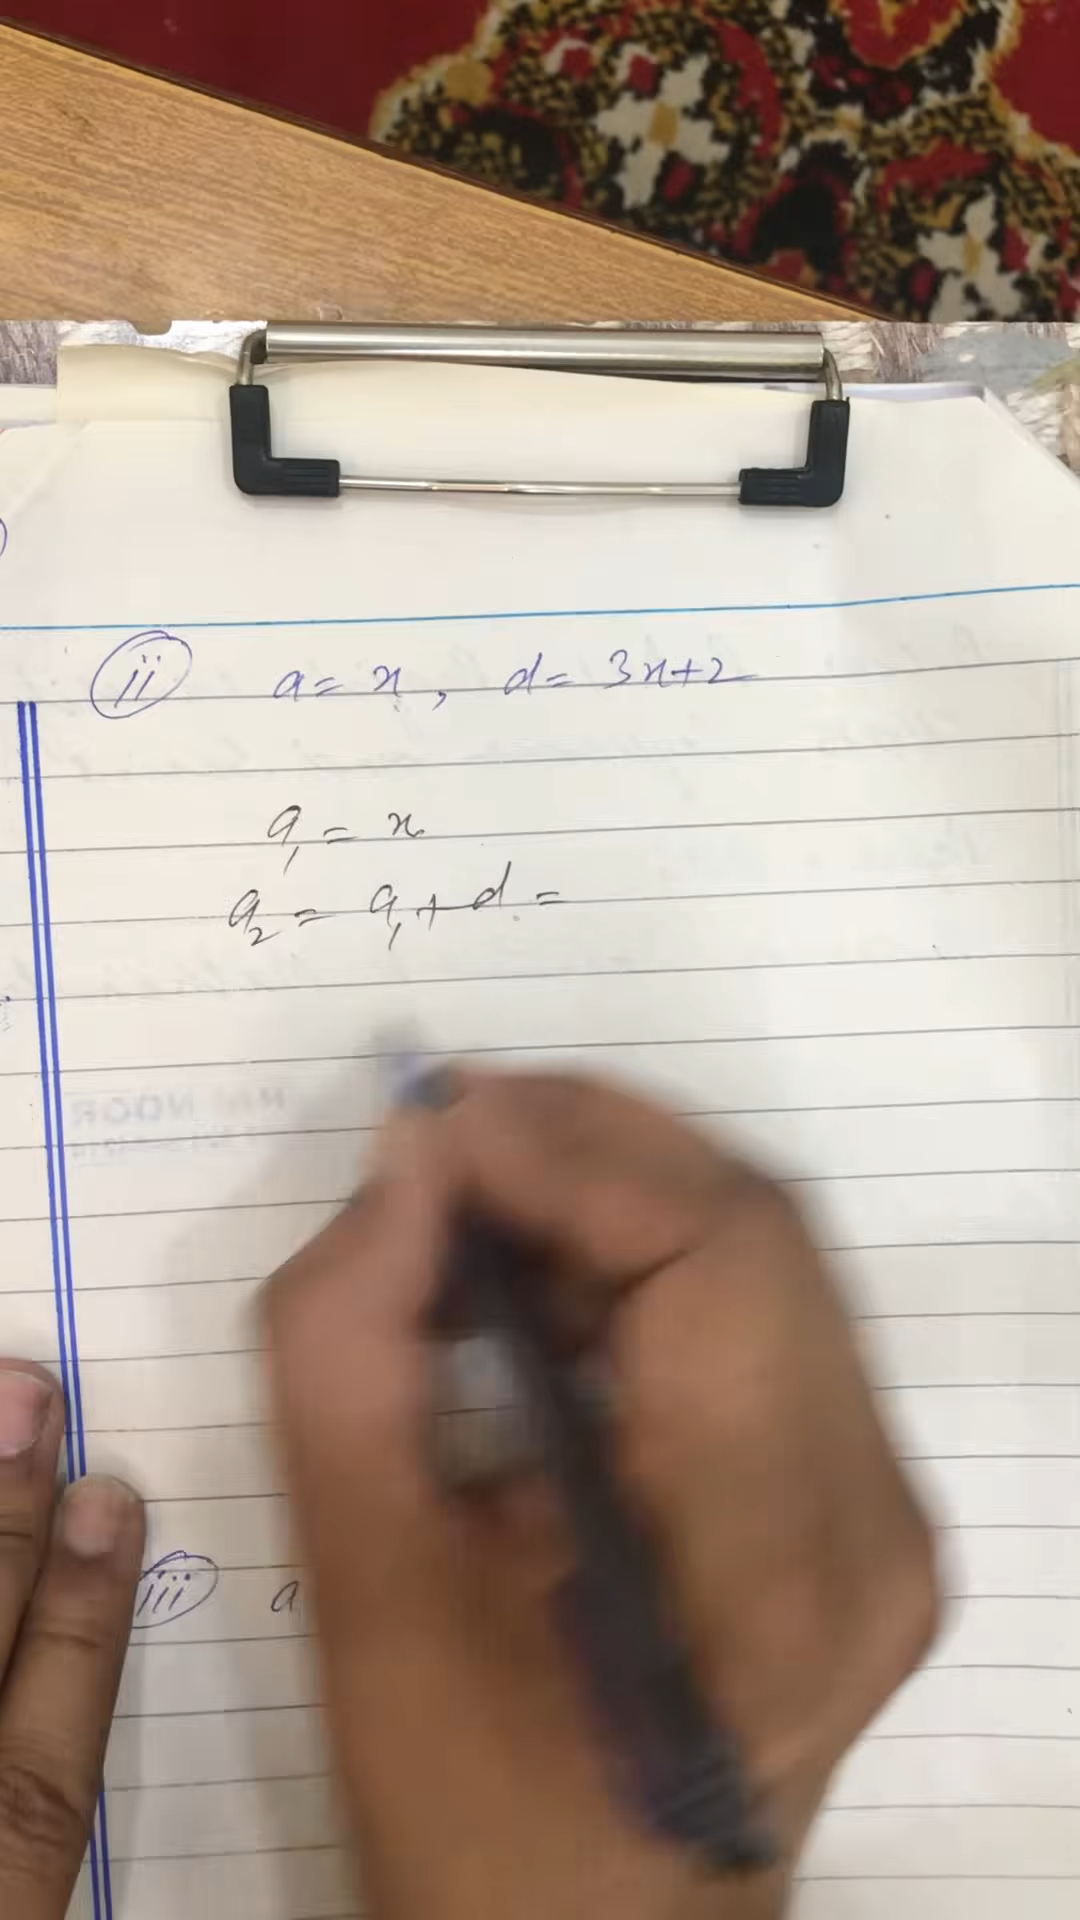 ii a = x , d = 3x+2
a₁ = x
a₂ = a₁ + d =
iii a